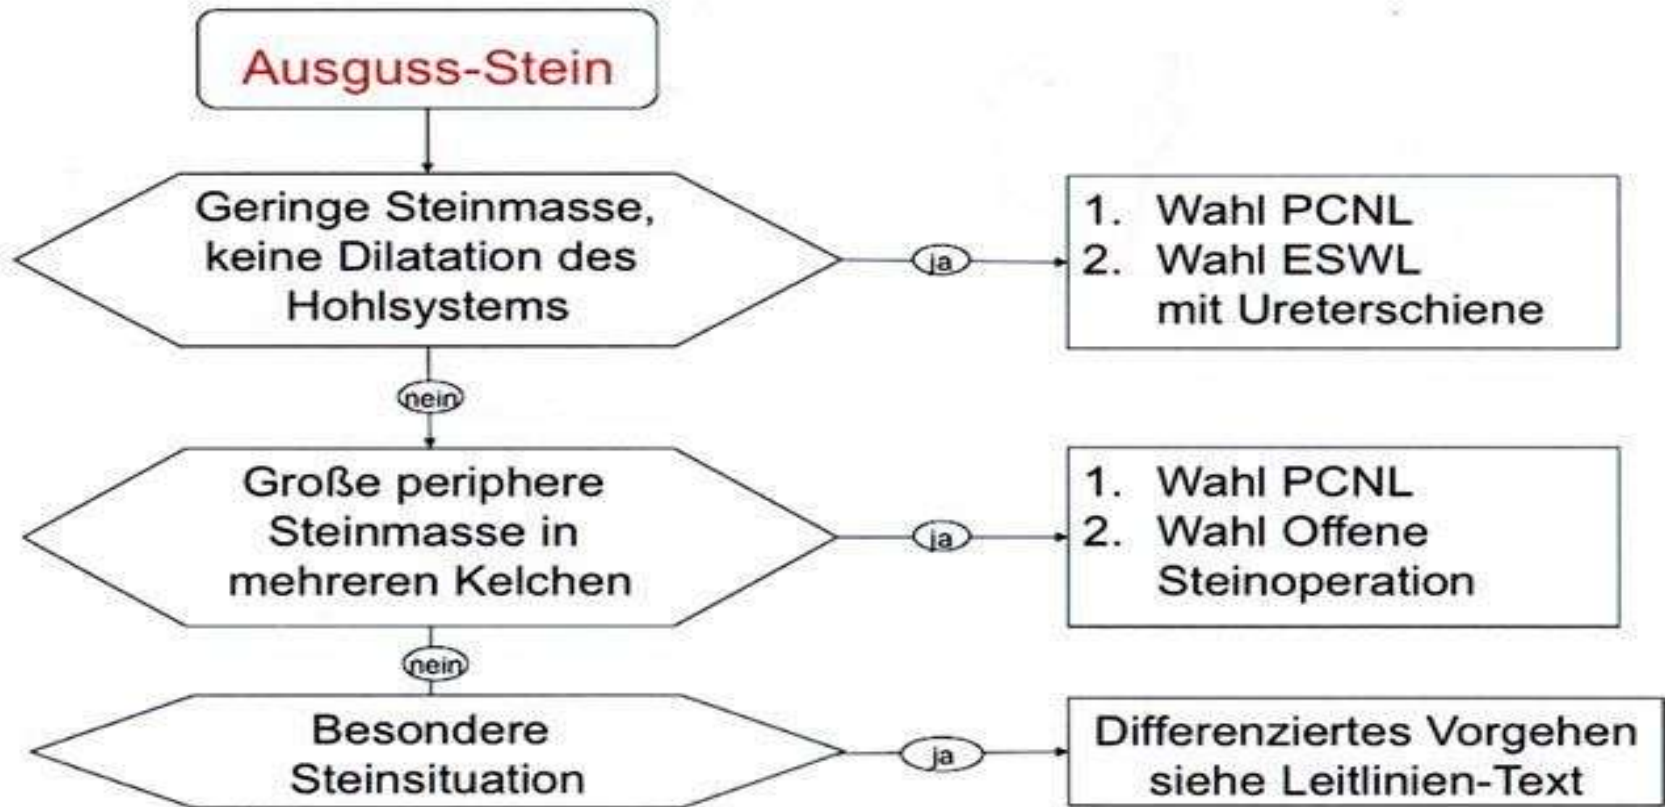 Ausguss-Stein
Geringe Steinmasse,
keine Dilatation des
Hohlsystems
ja
1. Wahl PCNL
2. Wahl ESWL
mit Ureterschiene
nein
Große periphere
Steinmasse in
mehreren Kelchen
ja
1. Wahl PCNL
2. Wahl Offene
Steinoperation
nein
Besondere
Steinsituation
ja
Differenziertes Vorgehen
siehe Leitlinien-Text